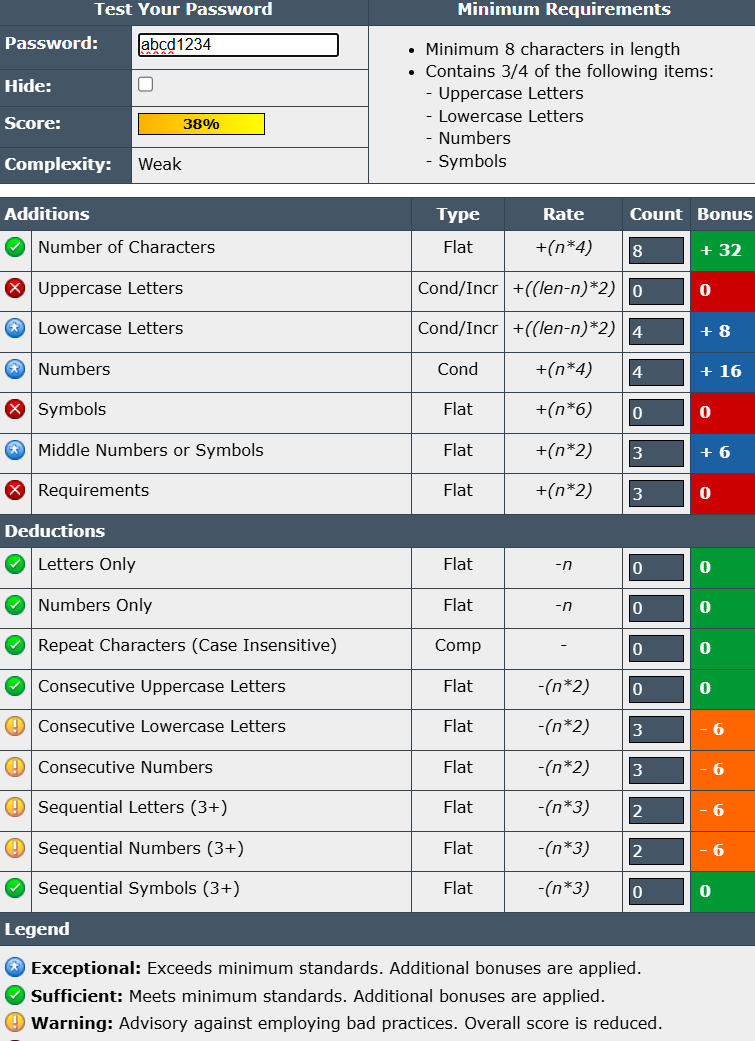 Test Your Password Minimum Requirements
Password: abcd1234
• Minimum 8 characters in length
• Contains 3/4 of the following items:
- Uppercase Letters
- Lowercase Letters
- Numbers
- Symbols
Hide:
Score: 38%
Complexity: Weak
Additions Type Rate Count Bonus
Number of Characters Flat +(n*4) 8 + 32
Uppercase Letters Cond/Incr +((len-n)*2) 0 0
Lowercase Letters Cond/Incr +((len-n)*2) 4 + 8
Numbers Cond +(n*4) 4 + 16
Symbols Flat +(n*6) 0 0
Middle Numbers or Symbols Flat +(n*2) 3 + 6
Requirements Flat +(n*2) 3 0
Deductions
Letters Only Flat -n 0 0
Numbers Only Flat -n 0 0
Repeat Characters (Case Insensitive) Comp - 0 0
Consecutive Uppercase Letters Flat -(n*2) 0 0
Consecutive Lowercase Letters Flat -(n*2) 3 - 6
Consecutive Numbers Flat -(n*2) 3 - 6
Sequential Letters (3+) Flat -(n*3) 2 - 6
Sequential Numbers (3+) Flat -(n*3) 2 - 6
Sequential Symbols (3+) Flat -(n*3) 0 0
Legend
Exceptional: Exceeds minimum standards. Additional bonuses are applied.
Sufficient: Meets minimum standards. Additional bonuses are applied.
Warning: Advisory against employing bad practices. Overall score is reduced.